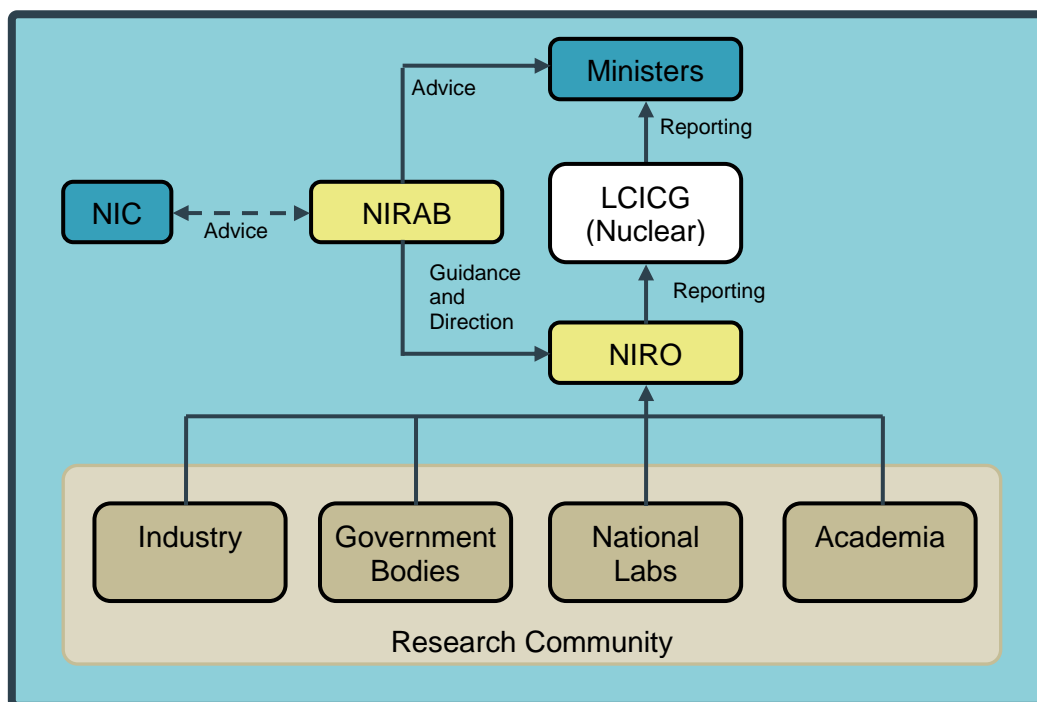 Ministers
Advice
Reporting
NIC
Advice
NIRAB
LCICG
(Nuclear)
Guidance
and
Direction
Reporting
NIRO
Industry
Government
Bodies
National
Labs
Academia
Research Community